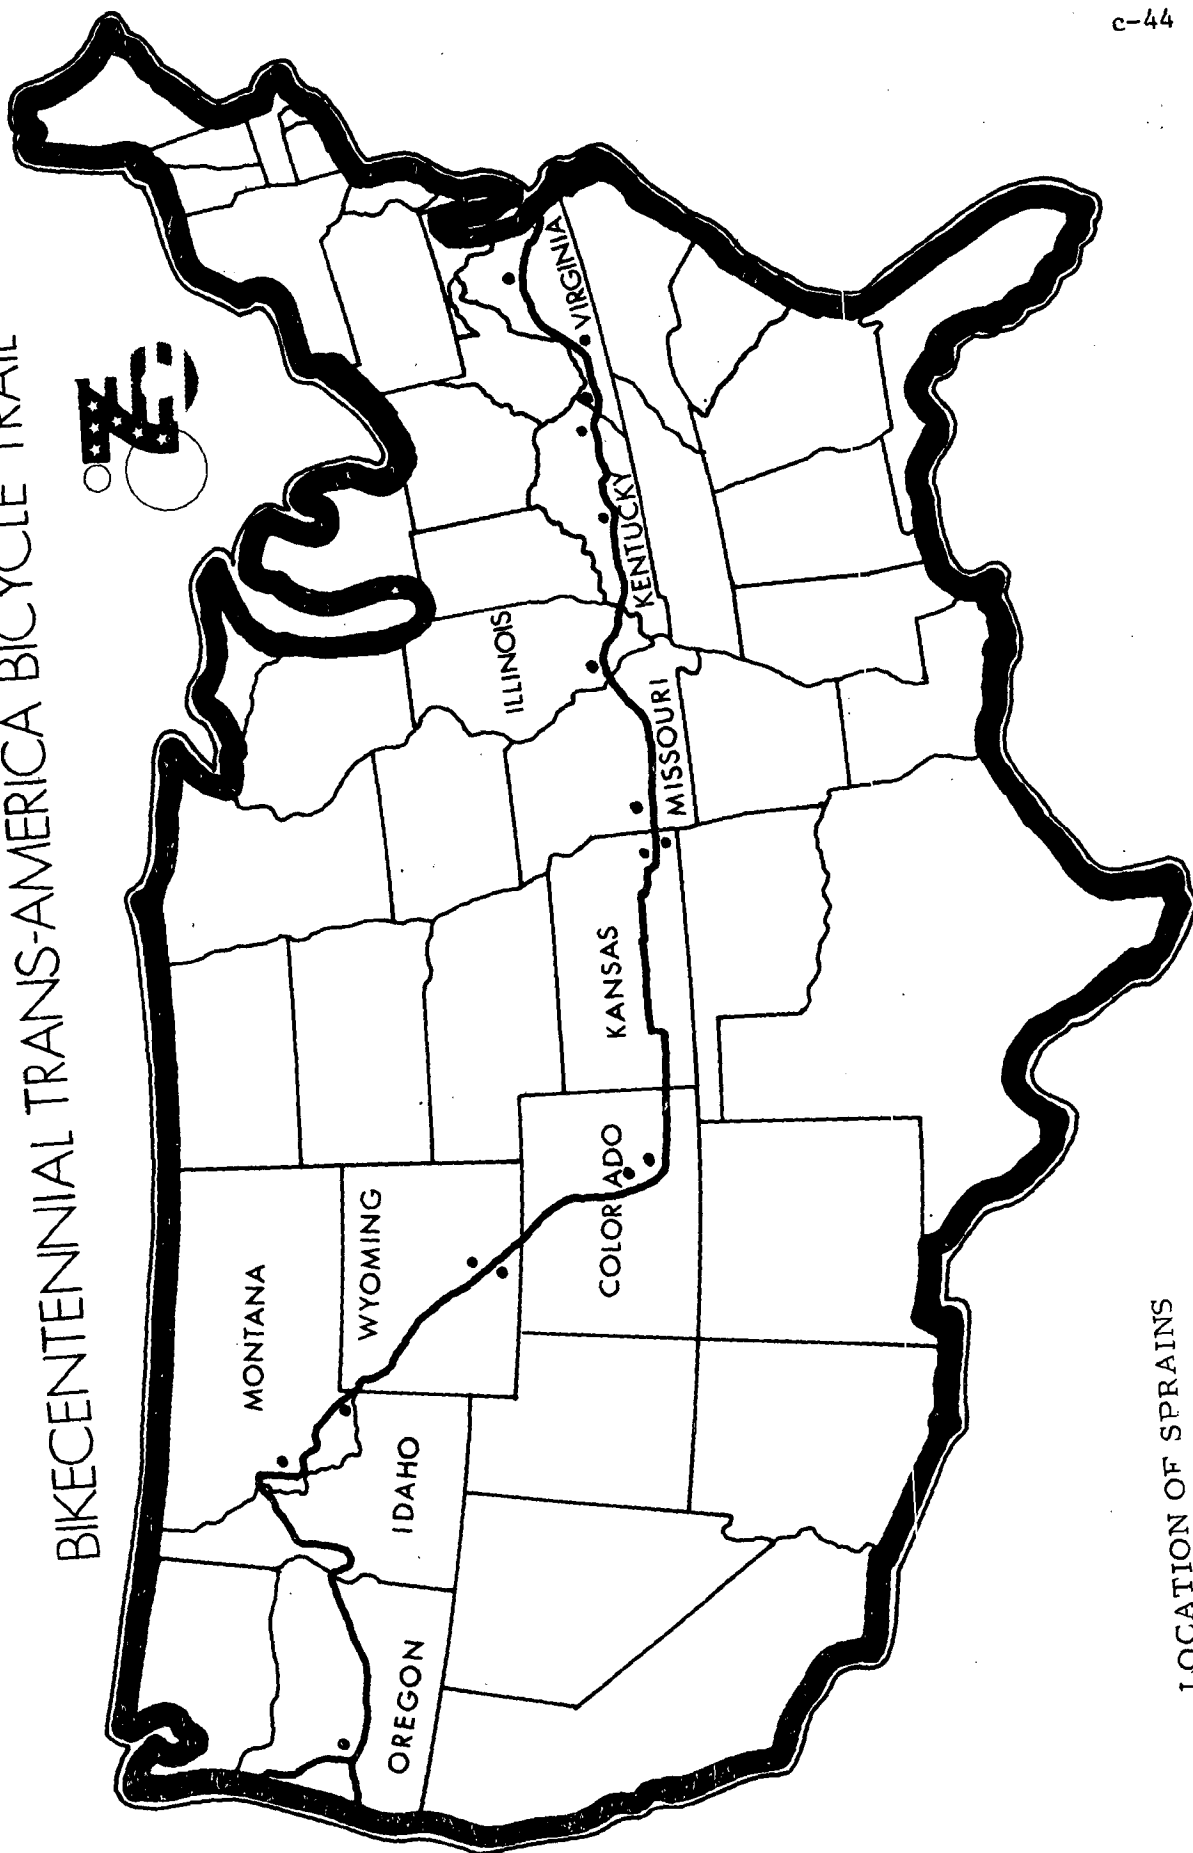 c-44
BIKECENTENNIAL TRANS-AMERICA BICYCLE TRAIL
76
MONTANA
WYOMING
IDAHO
OREGON
COLORADO
KANSAS
MISSOURI
ILLINOIS
KENTUCKY
VIRGINIA
LOCATION OF SPRAINS